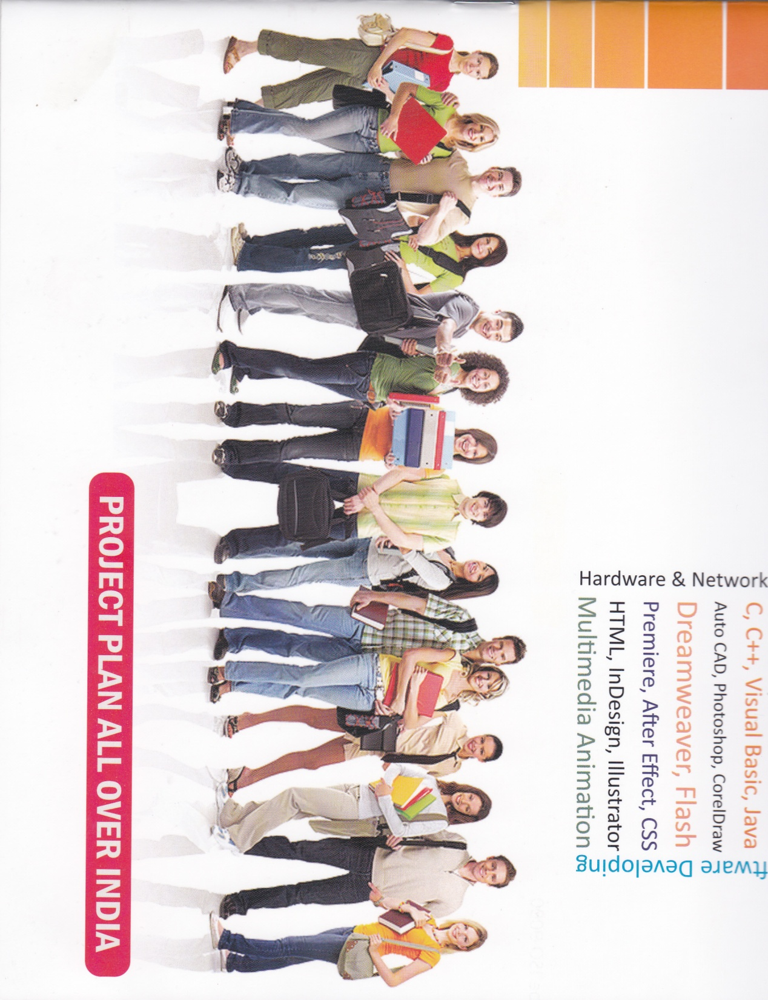 C, C++, Visual Basic, Java
Auto CAD, Photoshop, CorelDraw
Dreamweaver, Flash
Premiere, After Effect, CSS
HTML, InDesign, Illustrator
Multimedia Animation
Hardware & Network
ftware Developing
PROJECT PLAN ALL OVER INDIA